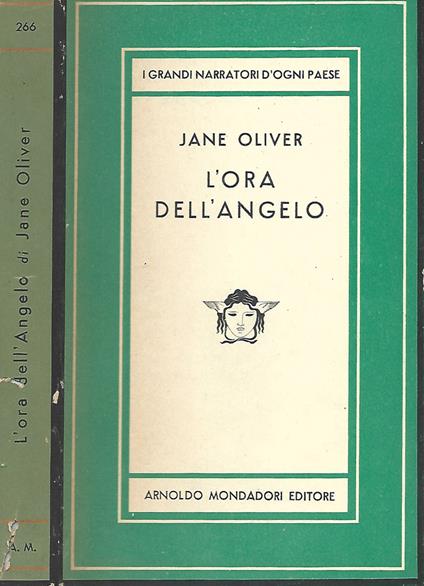 266
L'ora dell'Angelo di Jane Oliver
A. M.
I GRANDI NARRATORI D'OGNI PAESE
JANE OLIVER
L'ORA
DELL'ANGELO
ARNOLDO MONDADORI EDITORE